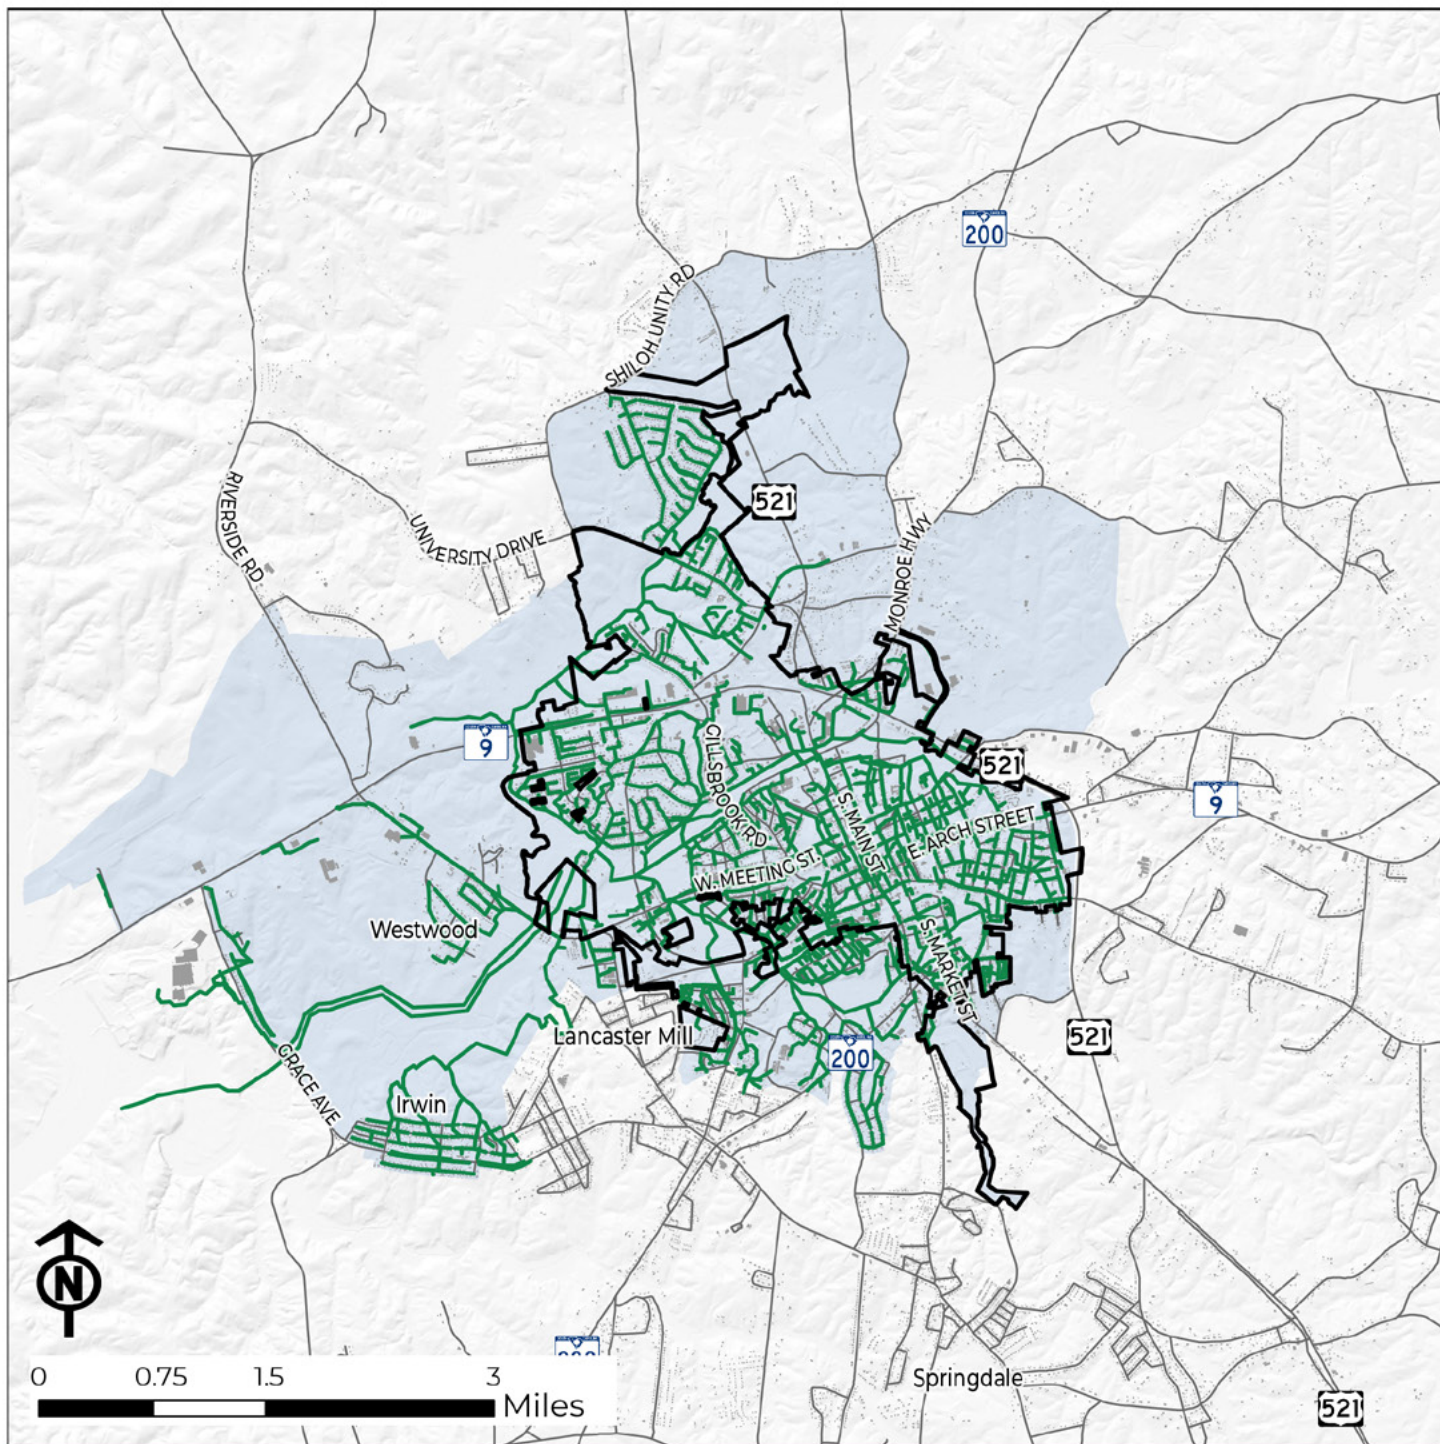 200
SHILOH UNITY RD
521
RIVERSIDE RD
UNIVERSITY DRIVE
MONROE HWY
9
GILLSBROOK RD
521
9
S. MAIN ST
E. ARCH STREET
W. MEETING ST.
Westwood
S. MARKET ST
Lancaster Mill
521
200
GRACE AVE
Irwin
N
0 0.75 1.5 3
Miles
Springdale
521